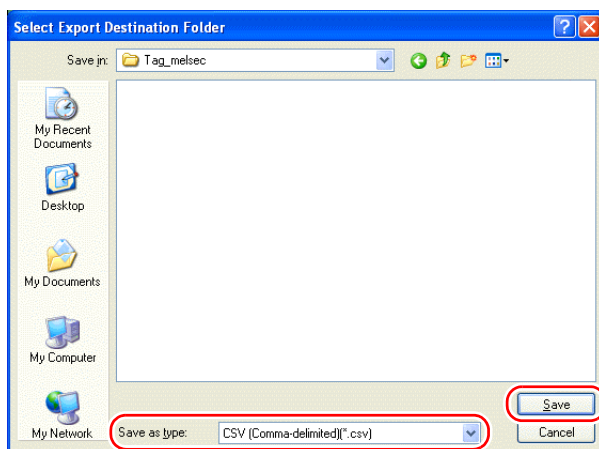 Select Export Destination Folder
Save in:
Tag_melsec
My Recent
Documents
Desktop
My Documents
My Computer
My Network
Save as type:
CSV (Comma-delimited)(*.csv)
Save
Cancel